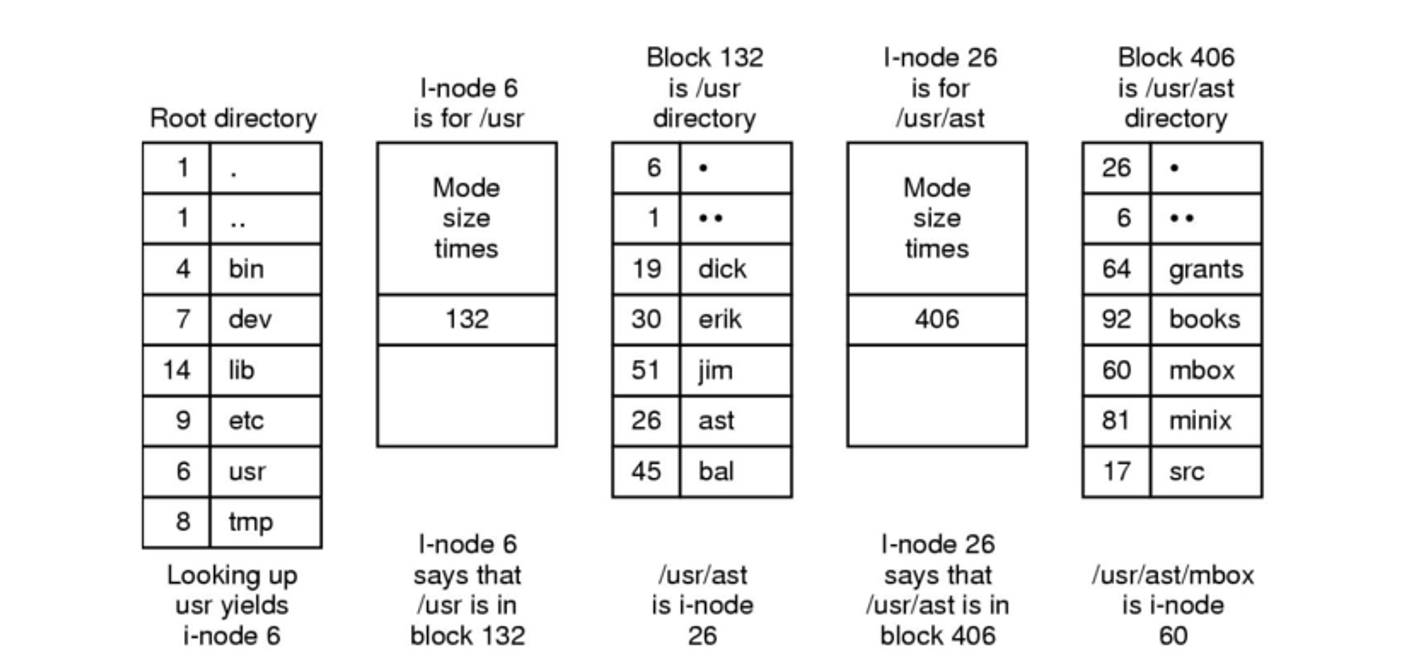 Root directory
1 .
1 ..
4 bin
7 dev
14 lib
9 etc
6 usr
8 tmp
Looking up
usr yields
i-node 6
I-node 6
is for /usr
Mode
size
times
132
I-node 6
says that
/usr is in
block 132
Block 132
is /usr
directory
6 •
1 ••
19 dick
30 erik
51 jim
26 ast
45 bal
/usr/ast
is i-node
26
I-node 26
is for
/usr/ast
Mode
size
times
406
I-node 26
says that
/usr/ast is in
block 406
Block 406
is /usr/ast
directory
26 •
6 ••
64 grants
92 books
60 mbox
81 minix
17 src
/usr/ast/mbox
is i-node
60